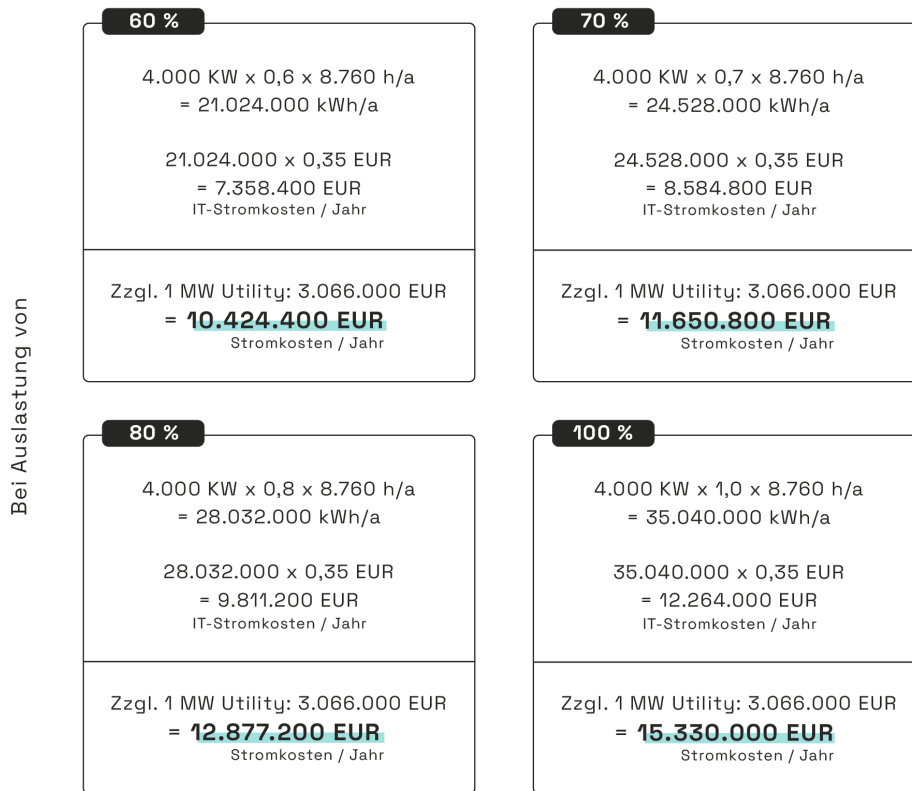 Bei Auslastung von
60 %
4.000 KW x 0,6 x 8.760 h/a
= 21.024.000 kWh/a
21.024.000 x 0,35 EUR
= 7.358.400 EUR
IT-Stromkosten / Jahr
Zzgl. 1 MW Utility: 3.066.000 EUR
= 10.424.400 EUR
Stromkosten / Jahr
70 %
4.000 KW x 0,7 x 8.760 h/a
= 24.528.000 kWh/a
24.528.000 x 0,35 EUR
= 8.584.800 EUR
IT-Stromkosten / Jahr
Zzgl. 1 MW Utility: 3.066.000 EUR
= 11.650.800 EUR
Stromkosten / Jahr
80 %
4.000 KW x 0,8 x 8.760 h/a
= 28.032.000 kWh/a
28.032.000 x 0,35 EUR
= 9.811.200 EUR
IT-Stromkosten / Jahr
Zzgl. 1 MW Utility: 3.066.000 EUR
= 12.877.200 EUR
Stromkosten / Jahr
100 %
4.000 KW x 1,0 x 8.760 h/a
= 35.040.000 kWh/a
35.040.000 x 0,35 EUR
= 12.264.000 EUR
IT-Stromkosten / Jahr
Zzgl. 1 MW Utility: 3.066.000 EUR
= 15.330.000 EUR
Stromkosten / Jahr